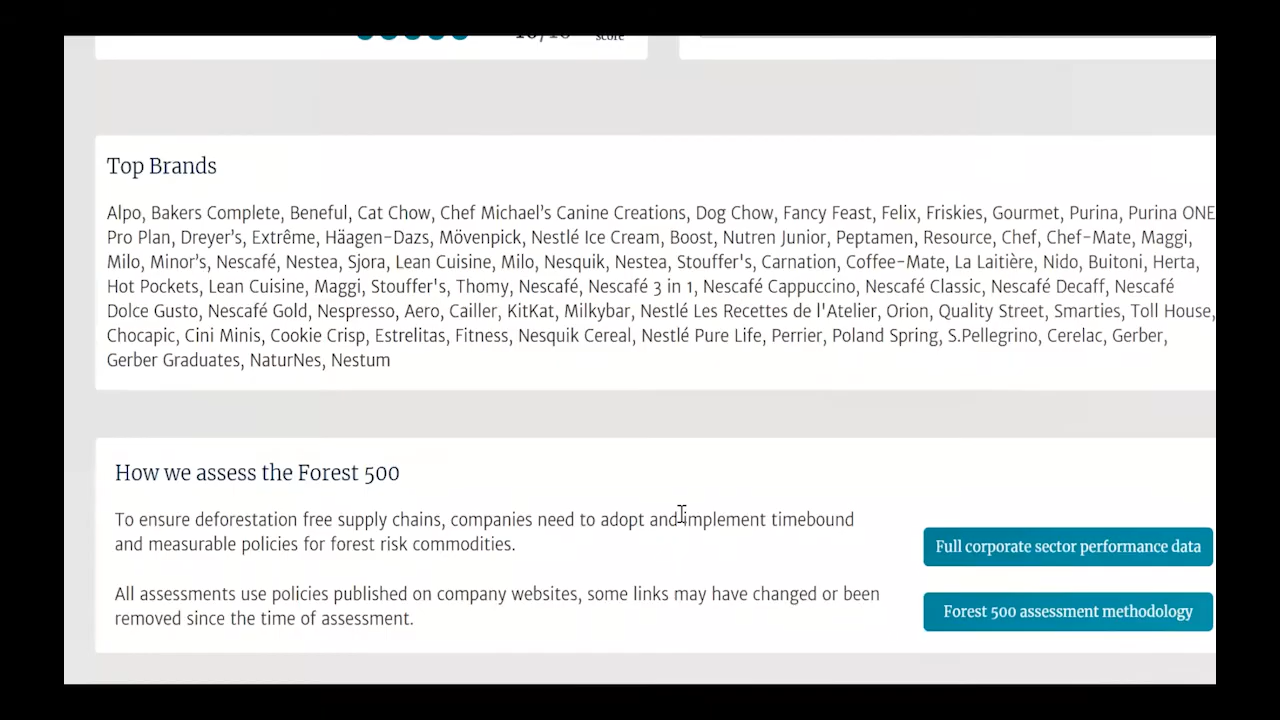 score
Top Brands
Alpo, Bakers Complete, Beneful, Cat Chow, Chef Michael’s Canine Creations, Dog Chow, Fancy Feast, Felix, Friskies, Gourmet, Purina, Purina ONE
Pro Plan, Dreyer’s, Extrême, Häagen-Dazs, Mövenpick, Nestlé Ice Cream, Boost, Nutren Junior, Peptamen, Resource, Chef, Chef-Mate, Maggi,
Milo, Minor’s, Nescafé, Nestea, Sjora, Lean Cuisine, Milo, Nesquik, Nestea, Stouffer's, Carnation, Coffee-Mate, La Laitière, Nido, Buitoni, Herta,
Hot Pockets, Lean Cuisine, Maggi, Stouffer's, Thomy, Nescafé, Nescafé 3 in 1, Nescafé Cappuccino, Nescafé Classic, Nescafé Decaff, Nescafé
Dolce Gusto, Nescafé Gold, Nespresso, Aero, Cailler, KitKat, Milkybar, Nestlé Les Recettes de l'Atelier, Orion, Quality Street, Smarties, Toll House,
Chocapic, Cini Minis, Cookie Crisp, Estrelitas, Fitness, Nesquik Cereal, Nestlé Pure Life, Perrier, Poland Spring, S.Pellegrino, Cerelac, Gerber,
Gerber Graduates, NaturNes, Nestum
How we assess the Forest 500
To ensure deforestation free supply chains, companies need to adopt and implement timebound
and measurable policies for forest risk commodities.
All assessments use policies published on company websites, some links may have changed or been
removed since the time of assessment.
Full corporate sector performance data
Forest 500 assessment methodology